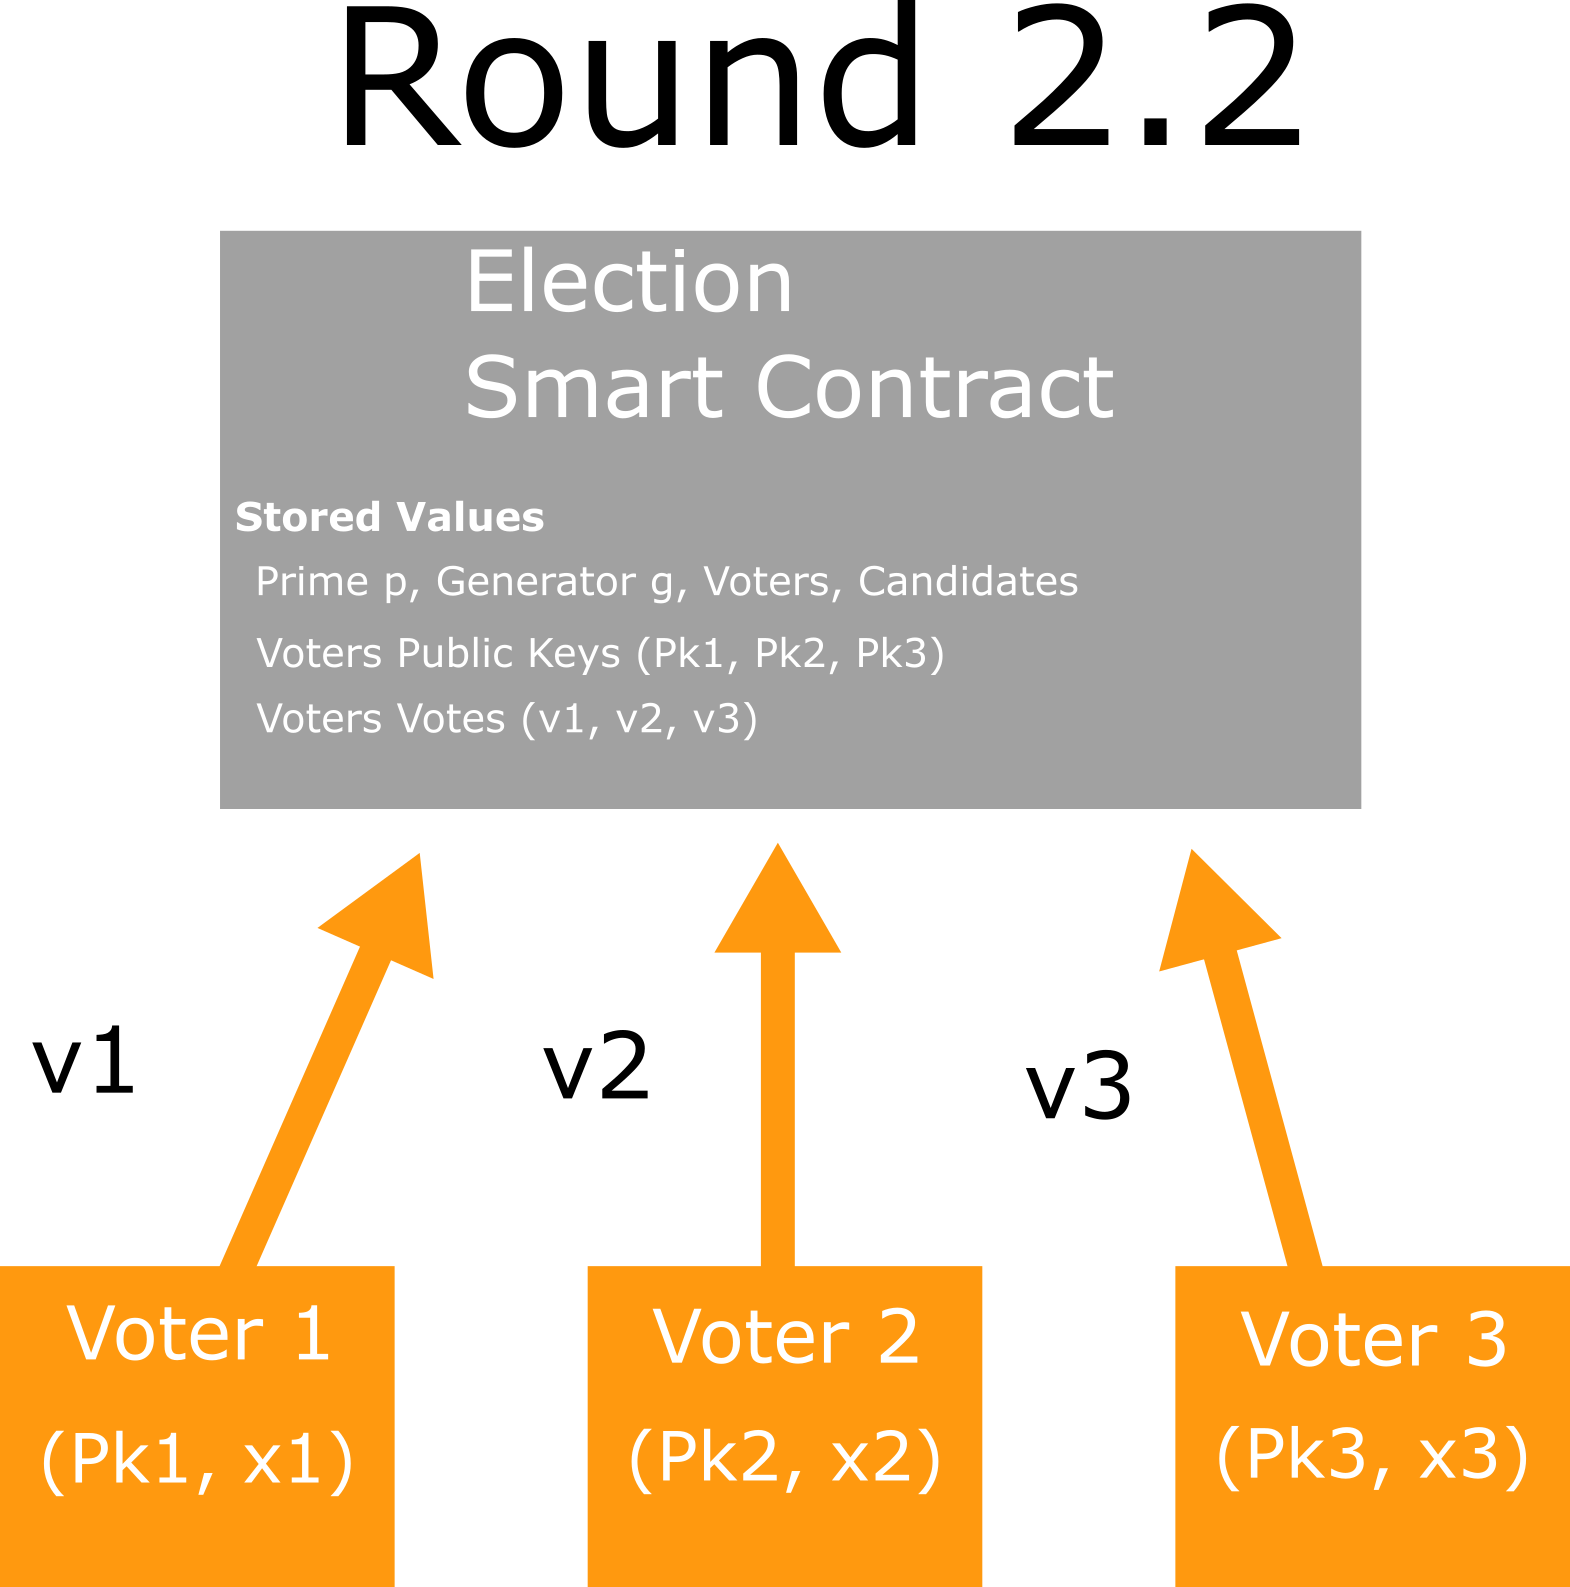 Round 2.2
Election
Smart Contract
Stored Values
Prime p, Generator g, Voters, Candidates
Voters Public Keys (Pk1, Pk2, Pk3)
Voters Votes (v1, v2, v3)
v1
v2
v3
Voter 1
(Pk1, x1)
Voter 2
(Pk2, x2)
Voter 3
(Pk3, x3)